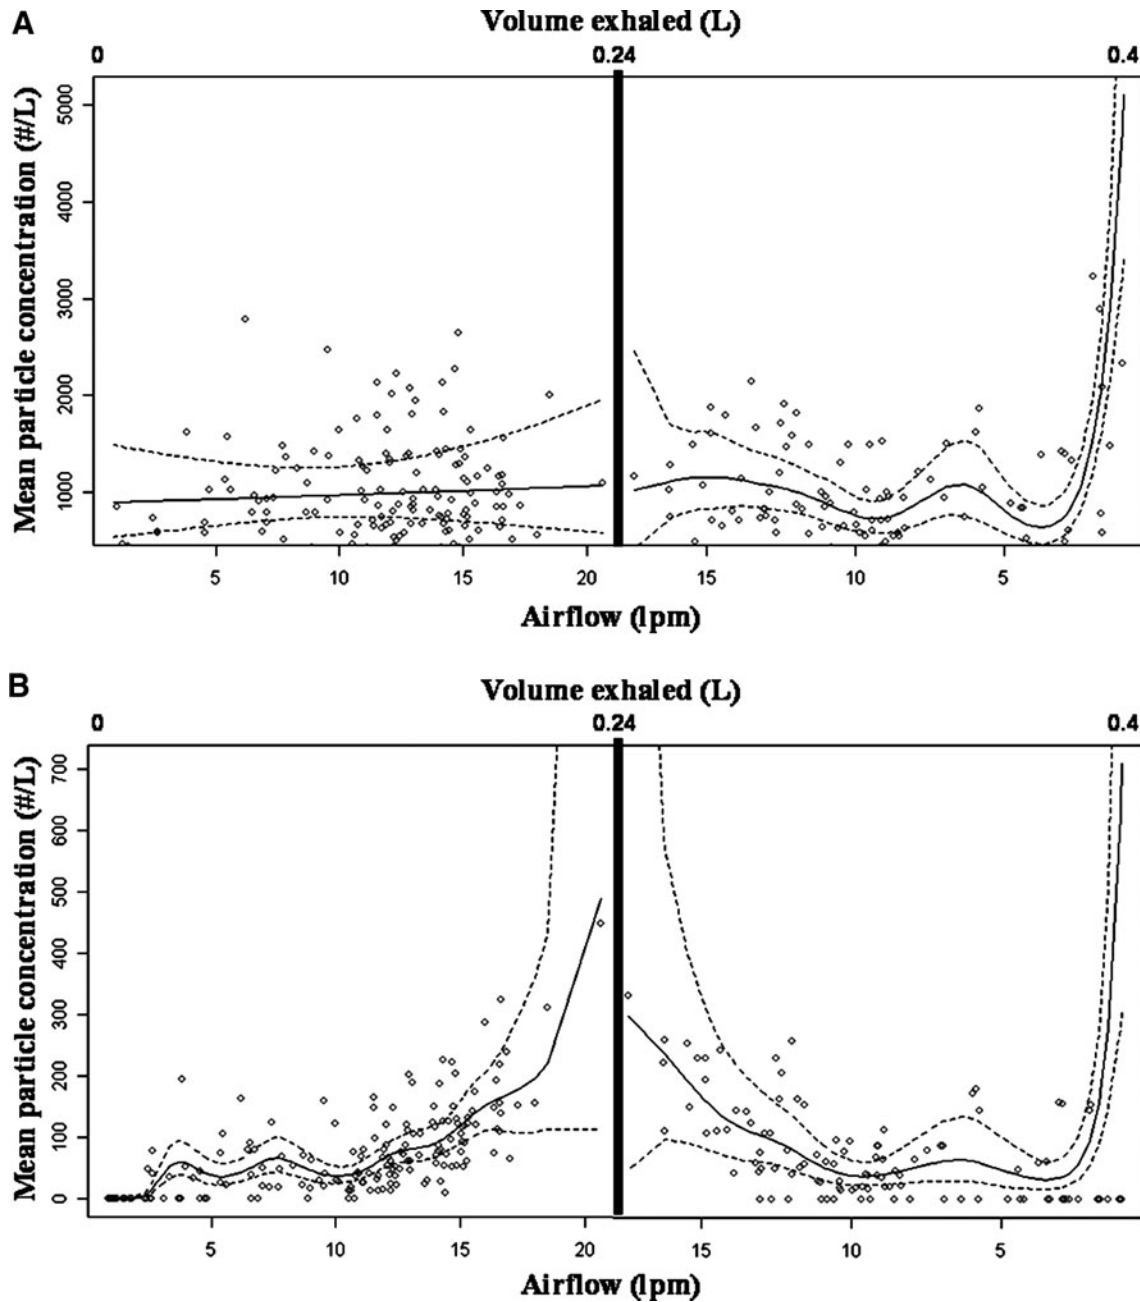 A
Volume exhaled (L)
0 0.24 0.4
Mean particle concentration (#/L)
5000
4000
3000
2000
1000
5 10 15 20 15 10 5
Airflow (lpm)
B
Volume exhaled (L)
0 0.24 0.4
Mean particle concentration (#/L)
700
600
500
400
300
200
100
0
5 10 15 20 15 10 5
Airflow (lpm)